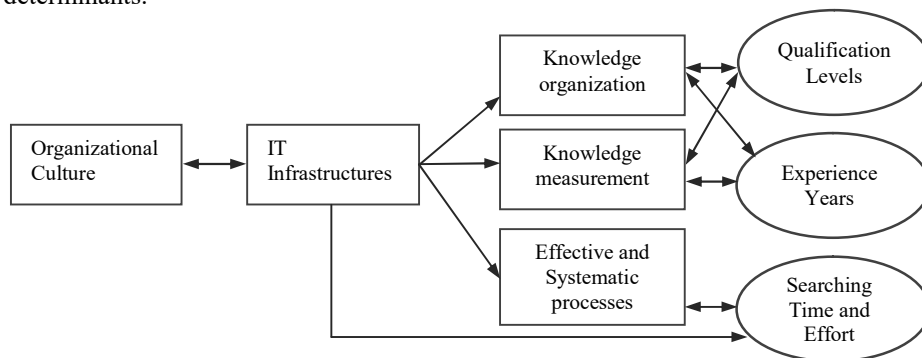 determinants.
Knowledge
organization
Qualification
Levels
Organizational
Culture
IT
Infrastructures
Knowledge
measurement
Experience
Years
Effective and
Systematic
processes
Searching
Time and
Effort